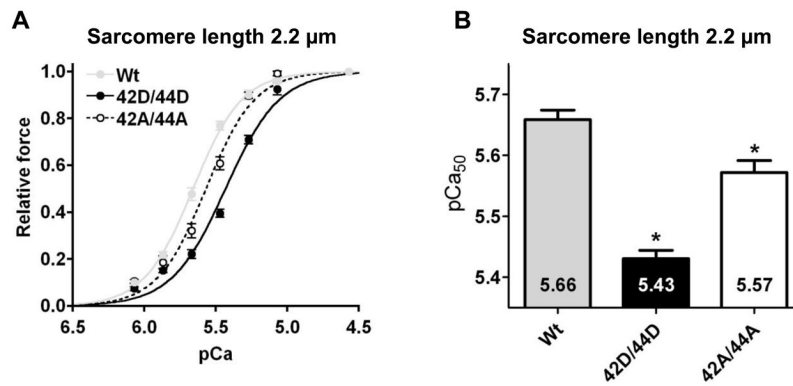 A
Sarcomere length 2.2 µm
Relative force
1.0
0.8
0.6
0.4
0.2
0.0
Wt
42D/44D
42A/44A
6.5 6.0 5.5 5.0 4.5
pCa
B
Sarcomere length 2.2 µm
pCa50
5.7
5.6
5.5
5.4
*
*
5.66 5.43 5.57
Wt
42D/44D
42A/44A